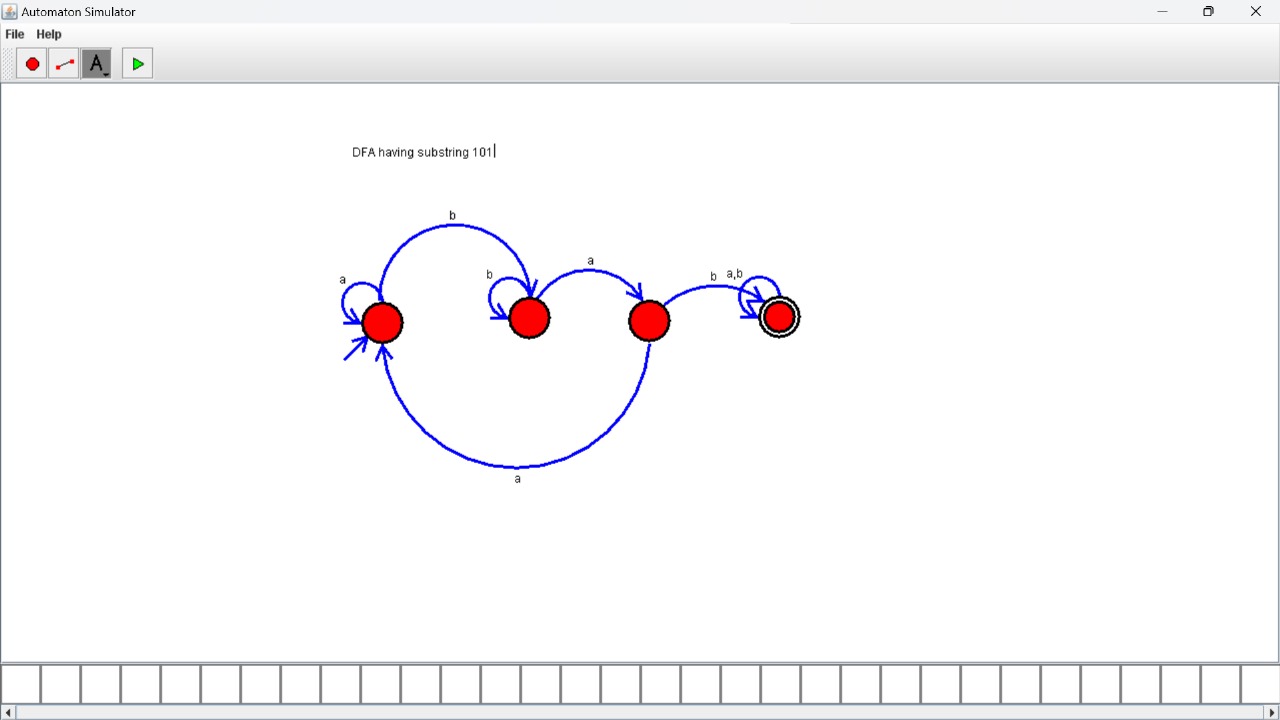 Automaton Simulator
File Help
A
DFA having substring 101
b
a
b
a
b
a,b
a